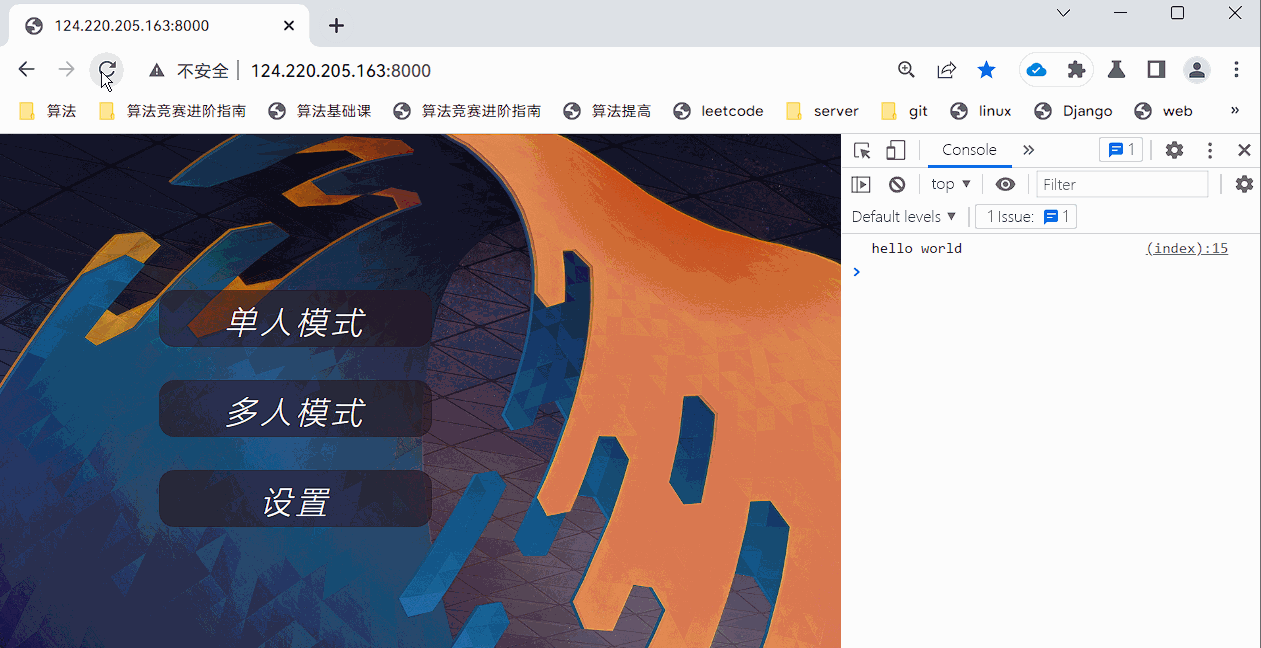 124.220.205.163:8000
不安全 124.220.205.163:8000
算法 算法竞赛进阶指南 算法基础课 算法竞赛进阶指南 算法提高 leetcode server git linux Django web »
Console » 1
top Filter
Default levels 1 Issue: 1
hello world (index):15
单人模式
多人模式
设置